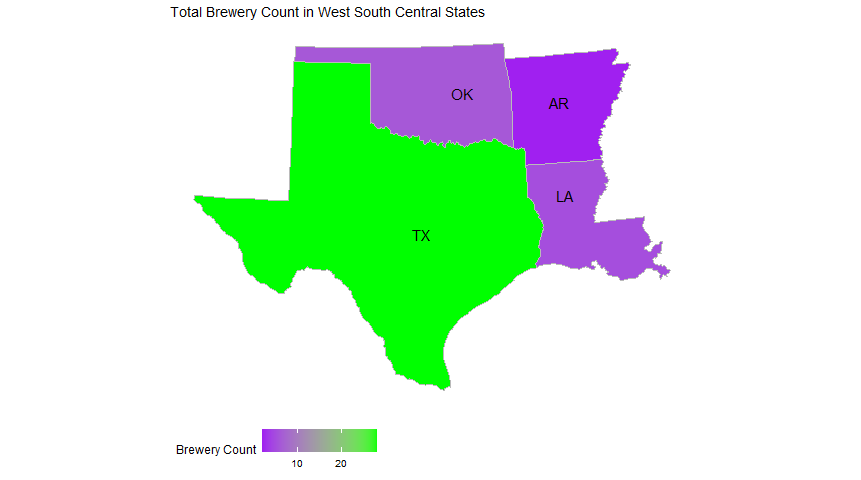 Total Brewery Count in West South Central States
OK
AR
LA
TX
Brewery Count
10 20